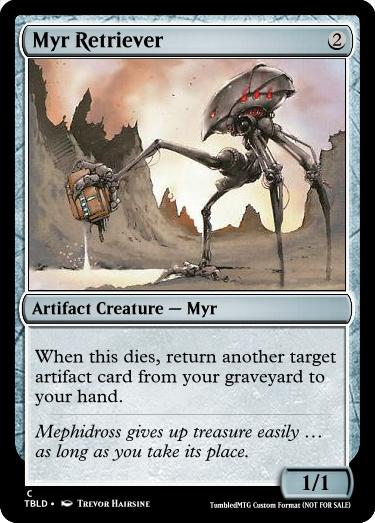 Myr Retriever 2
Artifact Creature — Myr
When this dies, return another target
artifact card from your graveyard to
your hand.
Mephidross gives up treasure easily …
as long as you take its place.
1/1
C
TBLD • Trevor Hairsine
TumbledMTG Custom Format (NOT FOR SALE)